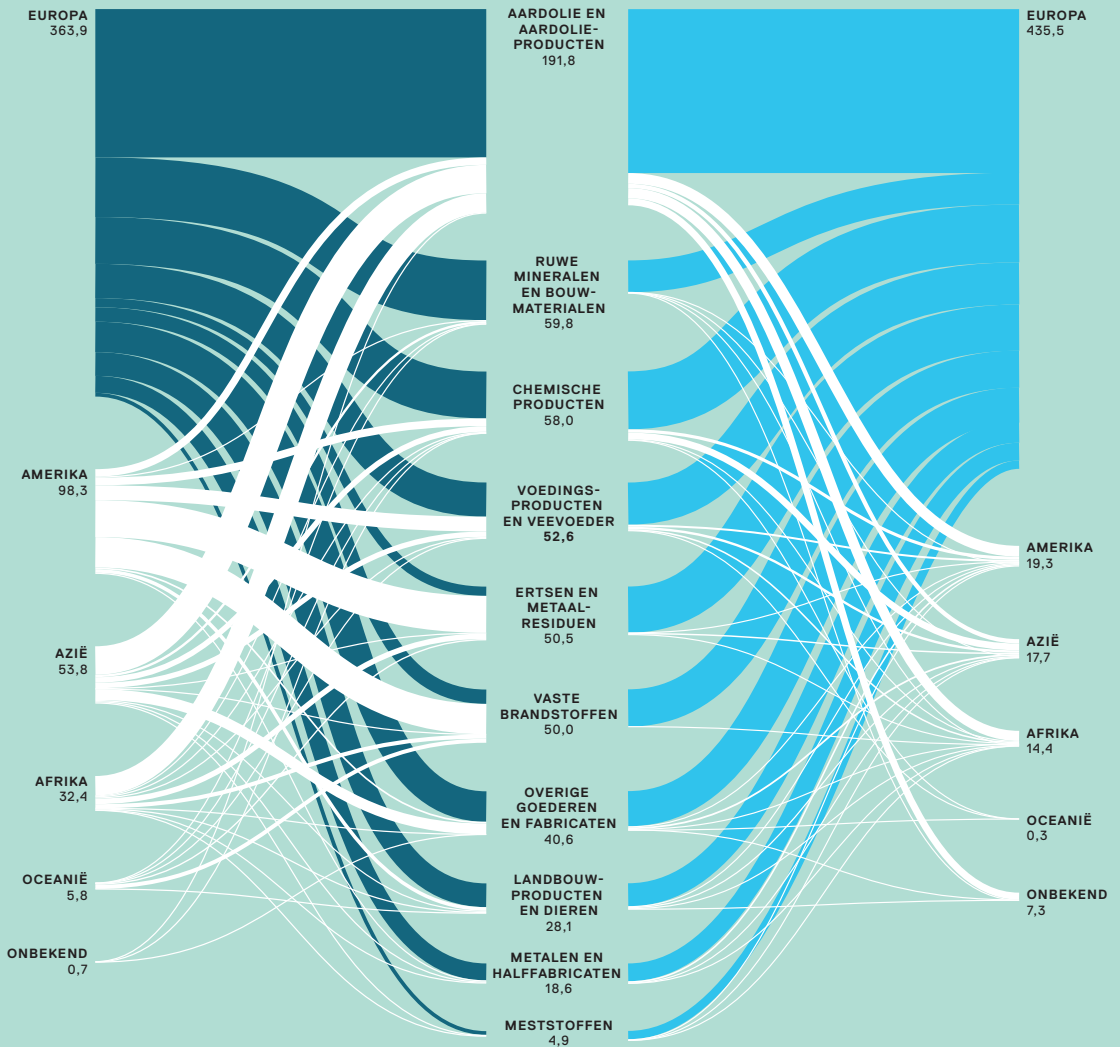 EUROPA
363,9
AMERIKA
98,3
AZIË
53,8
AFRIKA
32,4
OCEANIË
5,8
ONBEKEND
0,7
AARDOLIE EN
AARDOLIE-
PRODUCTEN
191,8
RUWE
MINERALEN
EN BOUW-
MATERIALEN
59,8
CHEMISCHE
PRODUCTEN
58,0
VOEDINGS-
PRODUCTEN
EN VEEVOEDER
52,6
ERTSEN EN
METAAL-
RESIDUEN
50,5
VASTE
BRANDSTOFFEN
50,0
OVERIGE
GOEDEREN
EN FABRICATEN
40,6
LANDBOUW-
PRODUCTEN
EN DIEREN
28,1
METALEN EN
HALFFABRICATEN
18,6
MESTSTOFFEN
4,9
EUROPA
435,5
AMERIKA
19,3
AZIË
17,7
AFRIKA
14,4
OCEANIË
0,3
ONBEKEND
7,3